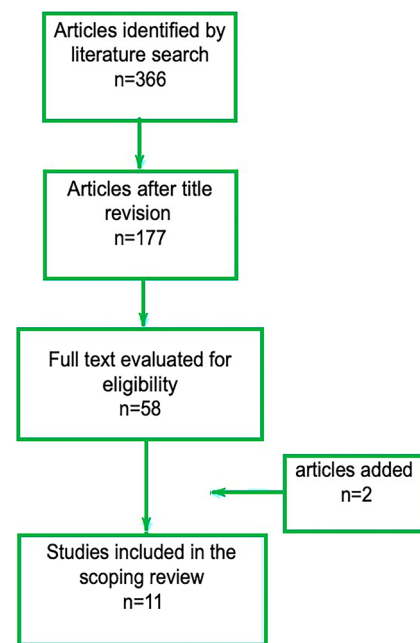 Articles identified by
literature search
n=366
Articles after title
revision
n=177
Full text evaluated for
eligibility
n=58
articles added
n=2
Studies included in the
scoping review
n=11